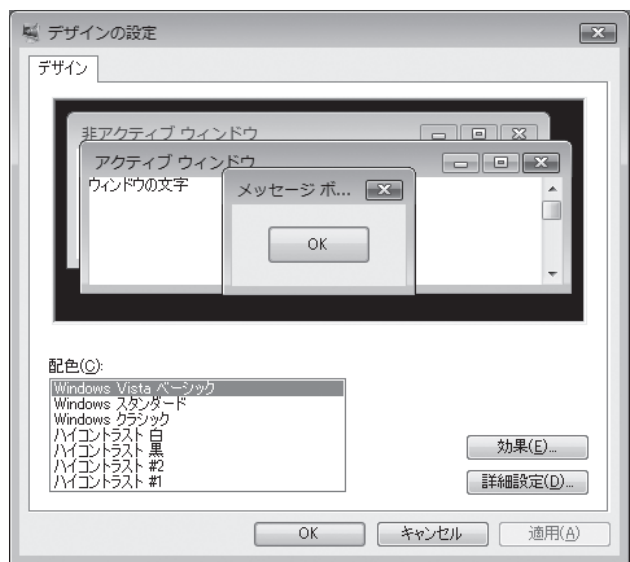 デザインの設定
デザイン
非アクティブ ウィンドウ
アクティブ ウィンドウ
ウィンドウの文字
メッセージ ボ...
OK
配色(C):
Windows Vista ベーシック
Windows スタンダード
Windows クラシック
ハイコントラスト 白
ハイコントラスト 黒
ハイコントラスト #2
ハイコントラスト #1
効果(E)...
詳細設定(D)...
OK
キャンセル
適用(A)